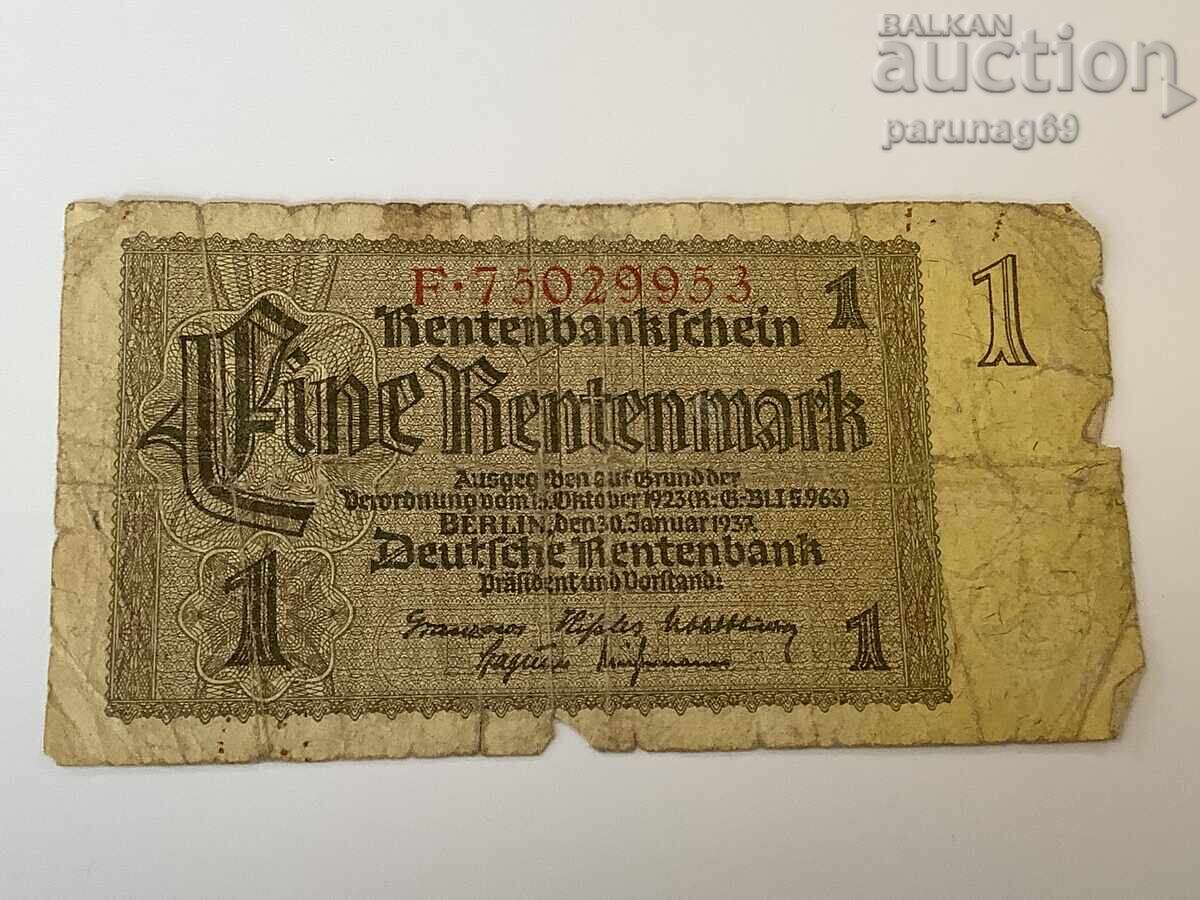 BALKAN
auction
parunag69
F·75029953
1
1
Rentenbankschein
Eine Rentenmark
Ausgegeben auf Grund der
Verordnung vom 15. Oktober 1923 (R-G-Bl I S. 963)
BERLIN, den 30. Januar 1937.
Deutsche Rentenbank
Präsident und Vorstand:
1
1